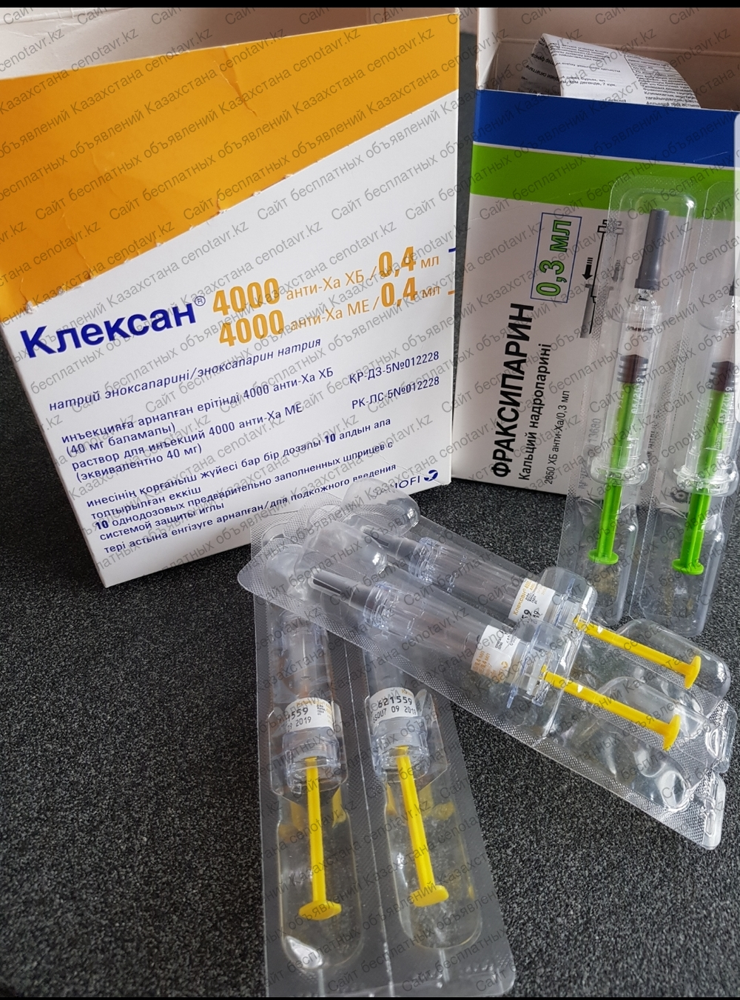 Клексан® 4000 анти-Ха ХБ / 0,4 мл
4000 анти-Ха МЕ / 0,4 мл
натрий эноксапарині/эноксапарин натрия
инъекцияға арналған ерітінді 4000 анти-Ха ХБ
(40 мг баламалы)
ҚР-ДЗ-5№012228
раствор для инъекций 4000 анти-Ха МЕ
(эквивалентно 40 мг)
РК-ЛС-5№012228
инесінің қорғаныш жүйесі бар бір дозалы 10 алдын ала
толтырылған еккіш
10 однодозовых предварительно заполненных шприцев с
системой защиты иглы
тері астына енгізуге арналған/для подкожного введения
ФРАКСИПАРИН
0,3 мл
Кальций надропарині
2850 ХБ анти-Ха/0,3 мл
09 2019
621559
09 2019
Клексан
Сайт бесплатных объявлений Казахстана cenotavr.kz